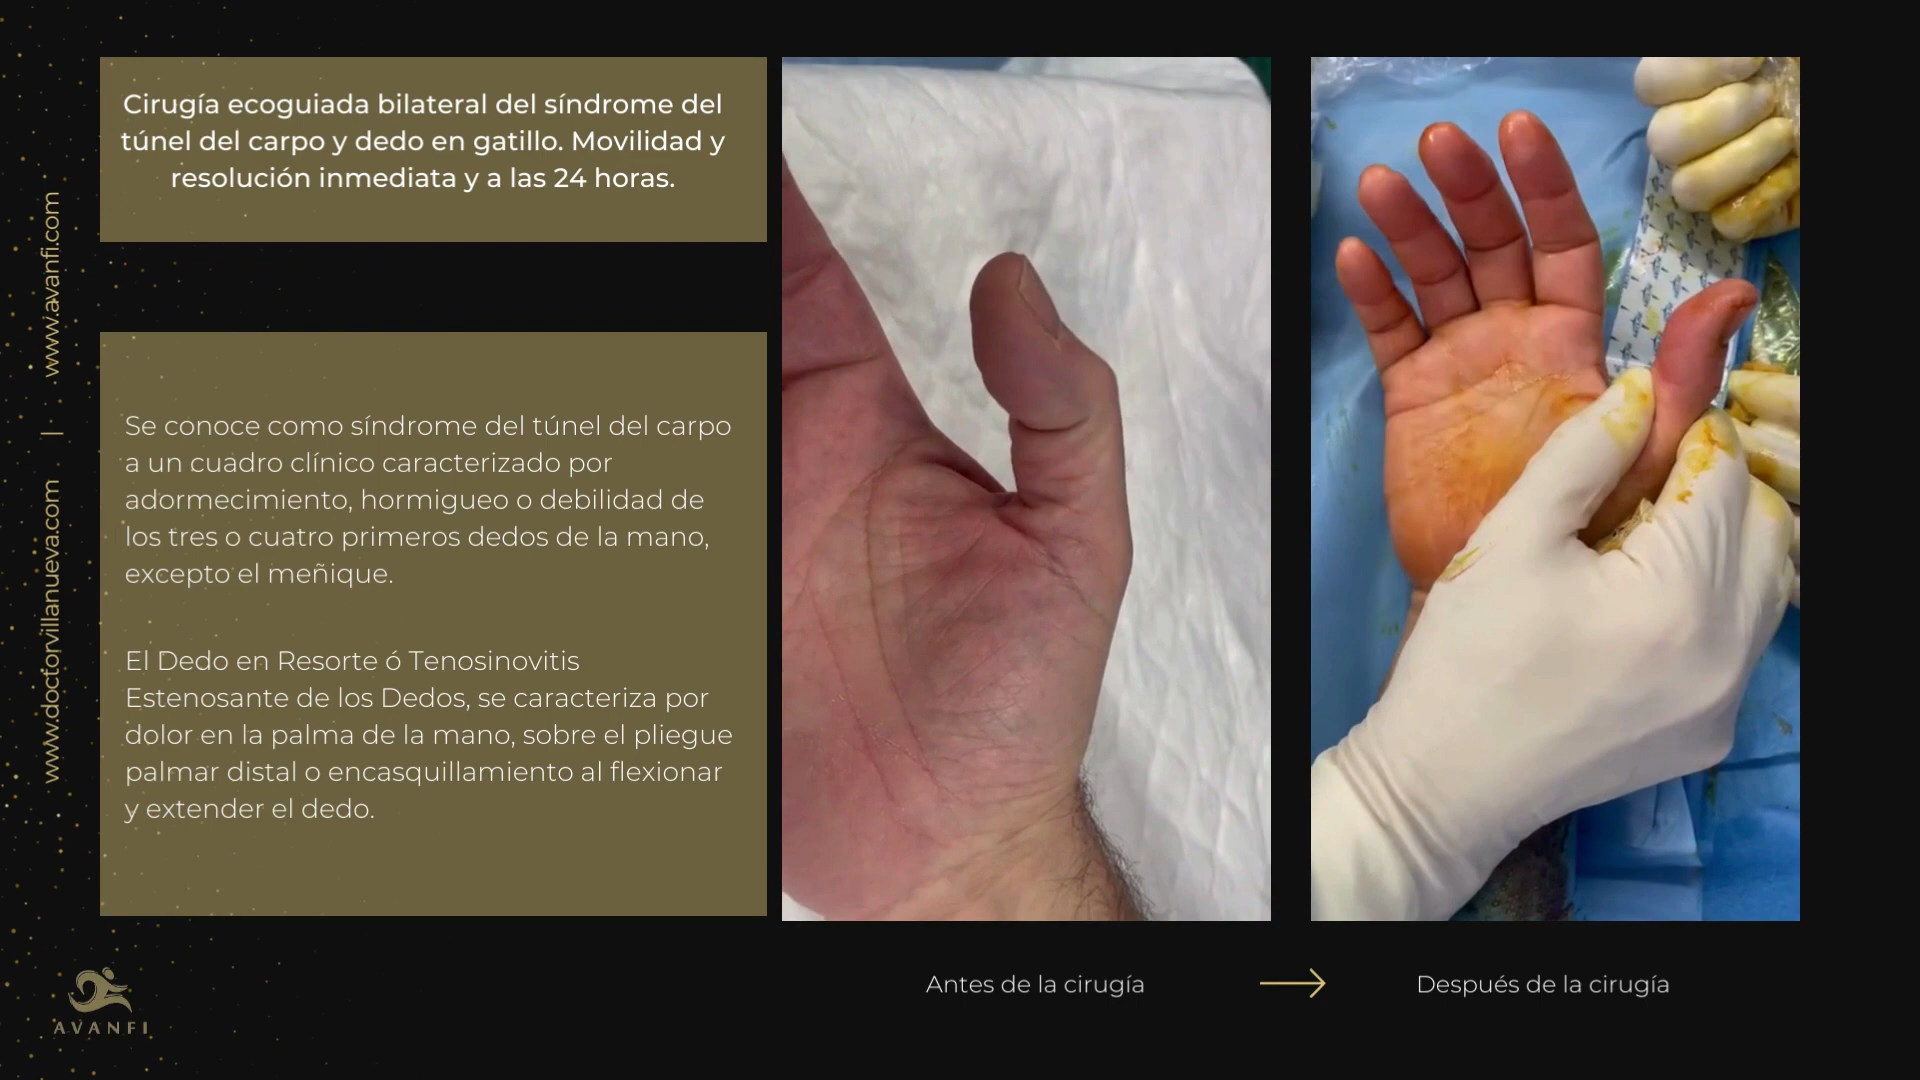 Cirugía ecoguiada bilateral del síndrome del
túnel del carpo y dedo en gatillo. Movilidad y
resolución inmediata y a las 24 horas.
Se conoce como síndrome del túnel del carpo
a un cuadro clínico caracterizado por
adormecimiento, hormigueo o debilidad de
los tres o cuatro primeros dedos de la mano,
excepto el meñique.
El Dedo en Resorte ó Tenosinovitis
Estenosante de los Dedos, se caracteriza por
dolor en la palma de la mano, sobre el pliegue
palmar distal o encasquillamiento al flexionar
y extender el dedo.
www.doctorvillanueva.com | www.avanfi.com
AVANFI
Antes de la cirugía
Después de la cirugía